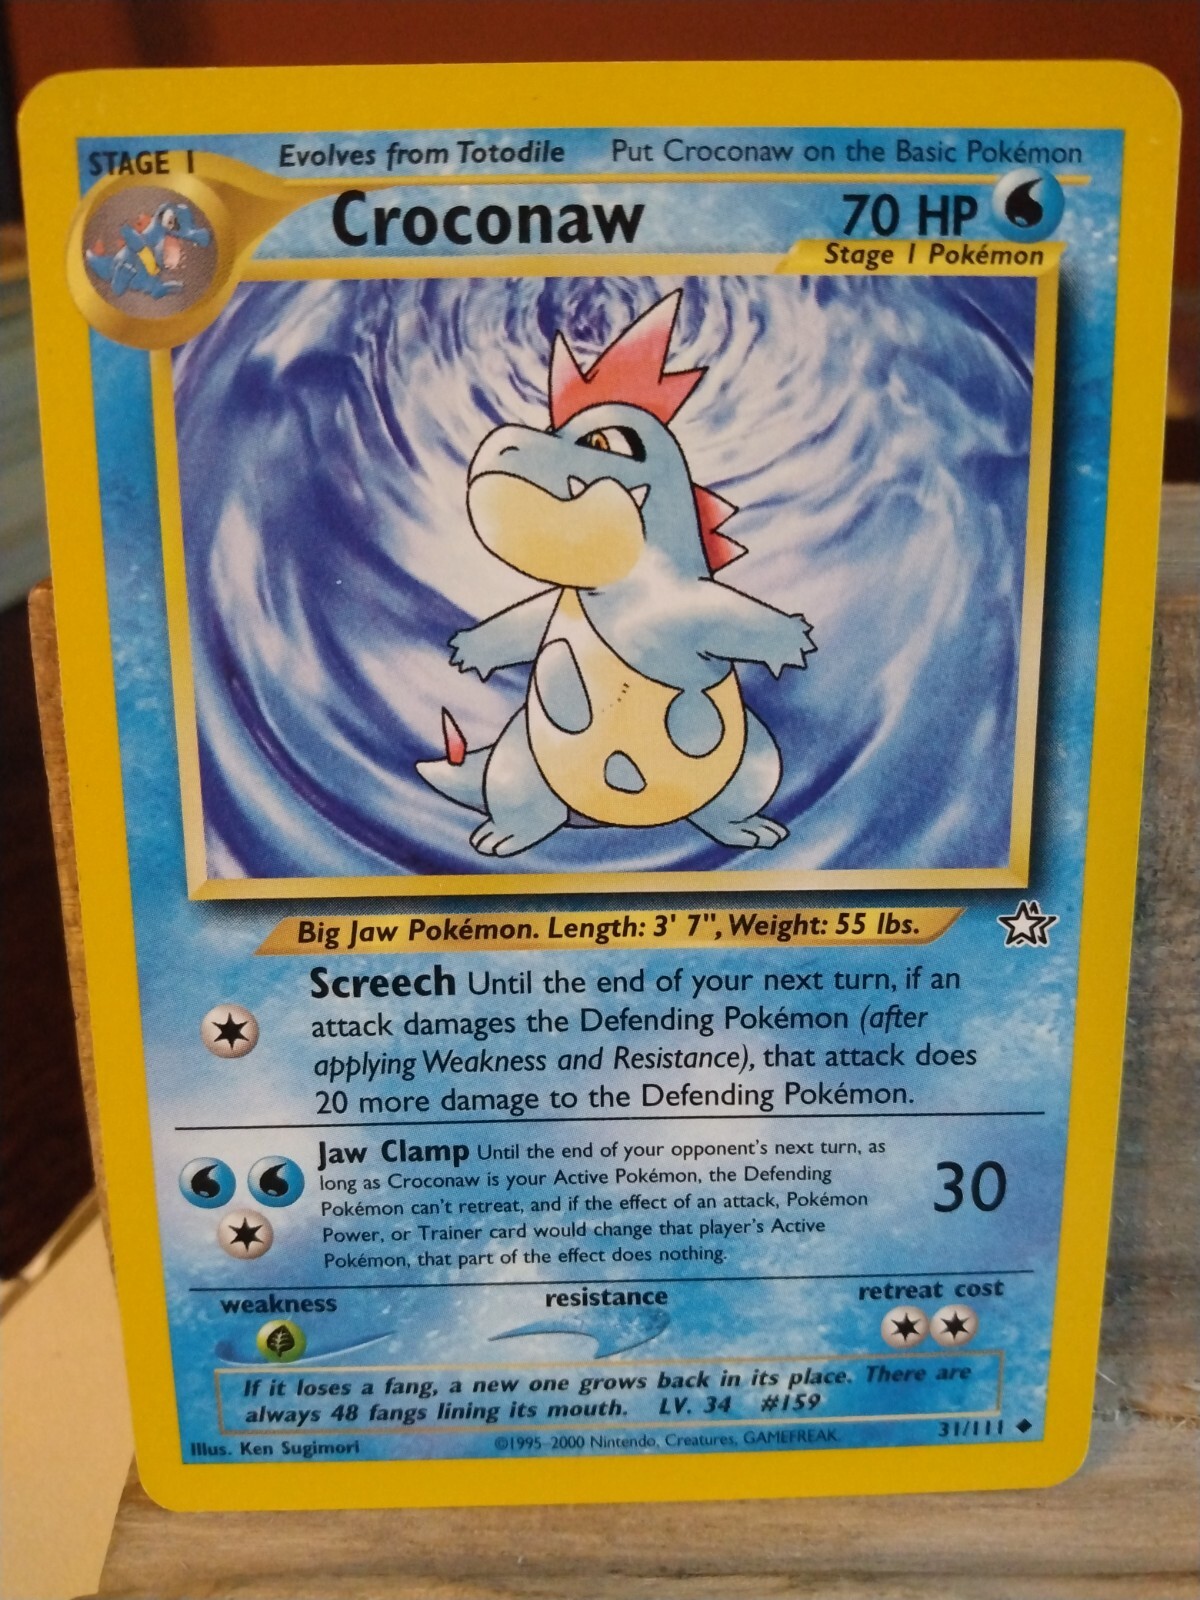 STAGE 1 Evolves from Totodile Put Croconaw on the Basic Pokémon
Croconaw 70 HP
Stage 1 Pokémon
Big Jaw Pokémon. Length: 3' 7", Weight: 55 lbs.
Screech Until the end of your next turn, if an
attack damages the Defending Pokémon (after
applying Weakness and Resistance), that attack does
20 more damage to the Defending Pokémon.
Jaw Clamp Until the end of your opponent's next turn, as
long as Croconaw is your Active Pokémon, the Defending
Pokémon can't retreat, and if the effect of an attack, Pokémon
Power, or Trainer card would change that player's Active
Pokémon, that part of the effect does nothing.
30
weakness resistance retreat cost
If it loses a fang, a new one grows back in its place. There are
always 48 fangs lining its mouth. LV. 34 #159
Illus. Ken Sugimori ©1995-2000 Nintendo, Creatures, GAMEFREAK. 31/111